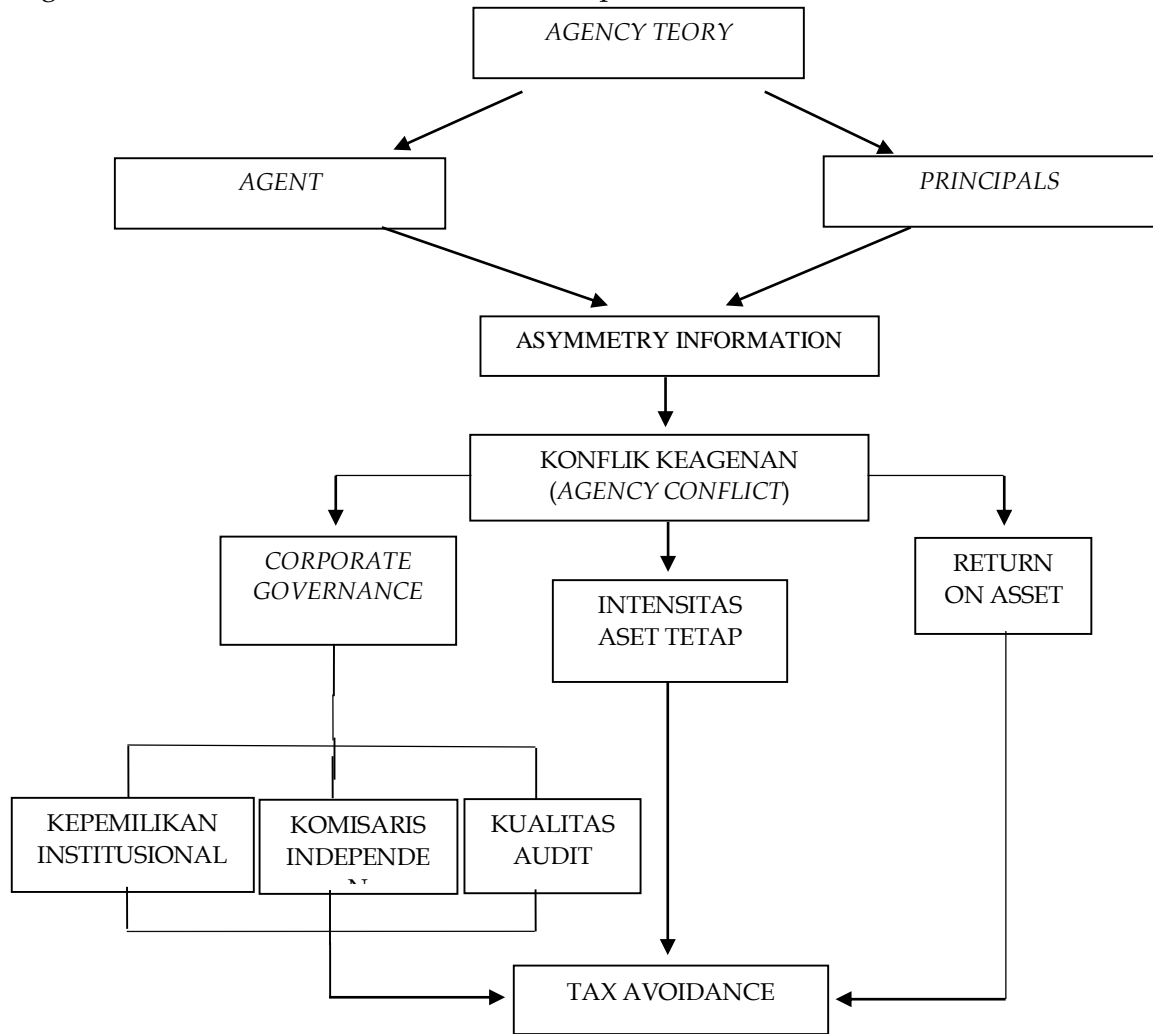 AGENCY TEORY
AGENT
PRINCIPALS
ASYMMETRY INFORMATION
KONFLIK KEAGENAN
(AGENCY CONFLICT)
CORPORATE
GOVERNANCE
INTENSITAS
ASET TETAP
RETURN
ON ASSET
KEPEMILIKAN
INSTITUSIONAL
KOMISARIS
INDEPENDE
N
KUALITAS
AUDIT
TAX AVOIDANCE